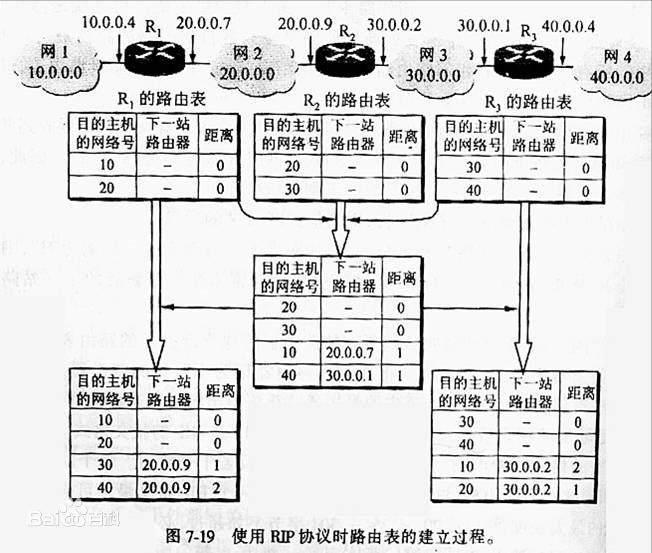 10.0.0.4 R1 20.0.0.7 20.0.0.9 R2 30.0.0.2 30.0.0.1 R3 40.0.0.4
网1 网2 网3 网4
10.0.0.0 20.0.0.0 30.0.0.0 40.0.0.0
R1 的路由表 R2 的路由表 R3 的路由表
目的主机 下一站 距离 目的主机 下一站 距离 目的主机 下一站 距离
的网络号 路由器 的网络号 路由器 的网络号 路由器
10 – 0 20 – 0 30 – 0
20 – 0 30 – 0 40 – 0
目的主机 下一站 距离
的网络号 路由器
20 – 0
30 – 0
10 20.0.0.7 1
40 30.0.0.1 1
目的主机 下一站 距离 目的主机 下一站 距离
的网络号 路由器 的网络号 路由器
10 – 0 30 – 0
20 – 0 40 – 0
30 20.0.0.9 1 10 30.0.0.2 2
40 20.0.0.9 2 20 30.0.0.2 1
Bai 百科
图 7-19 使用 RIP 协议时路由表的建立过程。